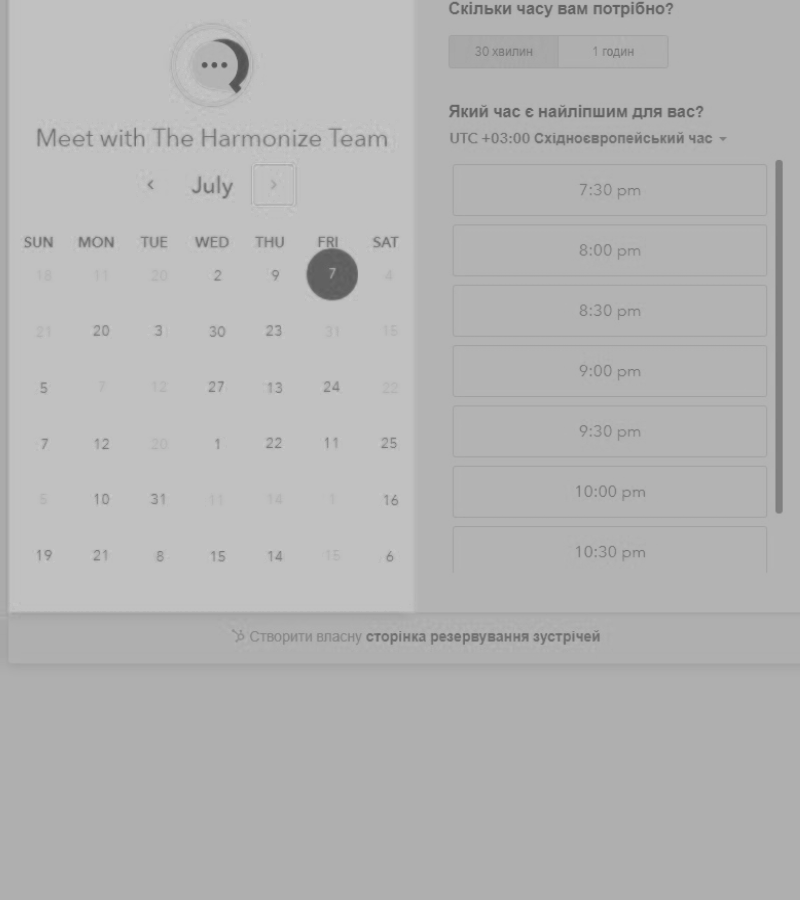 Meet with The Harmonize Team
July
SUN MON TUE WED THU FRI SAT
18 11 20 2 9 7 4
21 20 3 30 23 31 15
5 7 12 27 13 24 22
7 12 20 1 22 11 25
5 10 31 11 14 1 16
19 21 8 15 14 15 6
Скільки часу вам потрібно?
30 хвилин 1 годин
Який час є найліпшим для вас?
UTC +03:00 Східноєвропейський час
7:30 pm
8:00 pm
8:30 pm
9:00 pm
9:30 pm
10:00 pm
10:30 pm
Створити власну сторінка резервування зустрічей